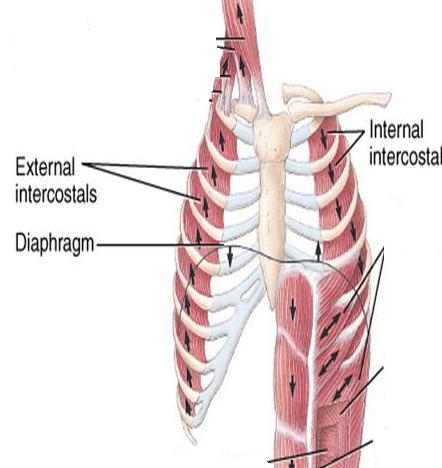 Internal
intercostal
External
intercostals
Diaphragm